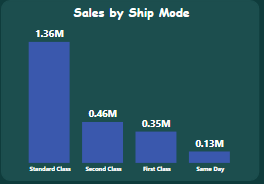 Sales by Ship Mode
1.36M
0.46M
0.35M
0.13M
Standard Class Second Class First Class Same Day